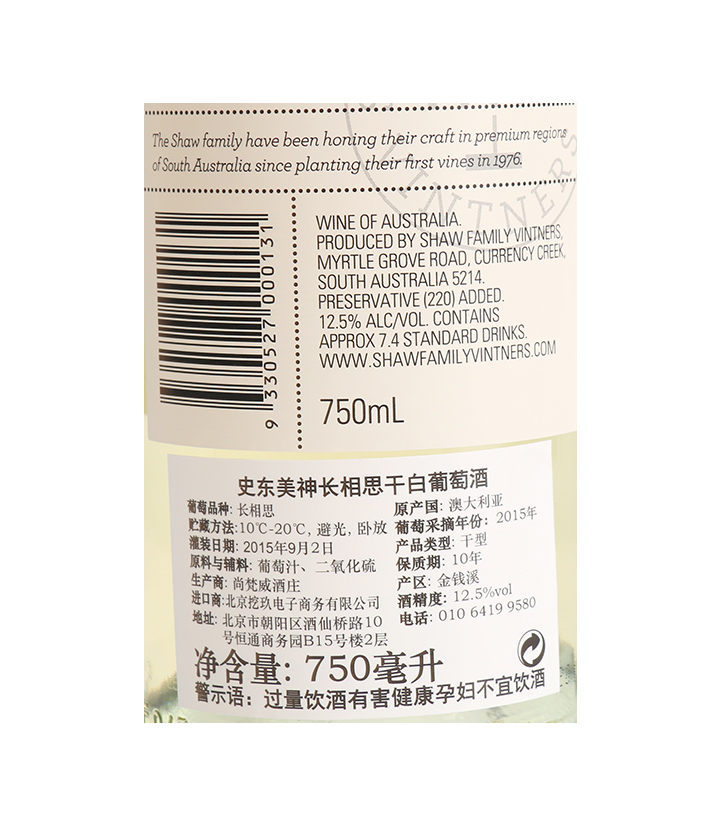 The Shaw family have been honing their craft in premium regions
of South Australia since planting their first vines in 1976.
VINTNERS
9 330527 000131
WINE OF AUSTRALIA.
PRODUCED BY SHAW FAMILY VINTNERS,
MYRTLE GROVE ROAD, CURRENCY CREEK,
SOUTH AUSTRALIA 5214.
PRESERVATIVE (220) ADDED.
12.5% ALC/VOL. CONTAINS
APPROX 7.4 STANDARD DRINKS.
WWW.SHAWFAMILYVINTNERS.COM
750mL
史东美神长相思干白葡萄酒
葡萄品种: 长相思
贮藏方法:10℃-20℃, 避光, 卧放
灌装日期: 2015年9月2日
原料与辅料: 葡萄汁、二氧化硫
生产商: 尚梵威酒庄
进口商:北京挖玖电子商务有限公司
地址: 北京市朝阳区酒仙桥路10
号恒通商务园B15号楼2层
原产国: 澳大利亚
葡萄采摘年份: 2015年
产品类型: 干型
保质期: 10年
产区: 金钱溪
酒精度: 12.5%vol
电话: 010 6419 9580
净含量: 750毫升
警示语: 过量饮酒有害健康孕妇不宜饮酒